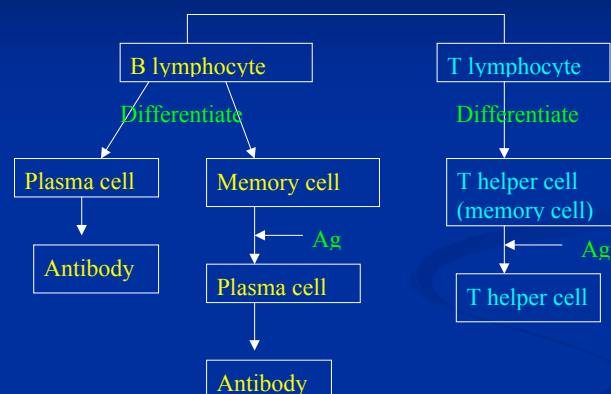 B lymphocyte
T lymphocyte
Differentiate
Differentiate
Plasma cell
Memory cell
T helper cell
(memory cell)
Ag
Ag
Antibody
Plasma cell
T helper cell
Antibody